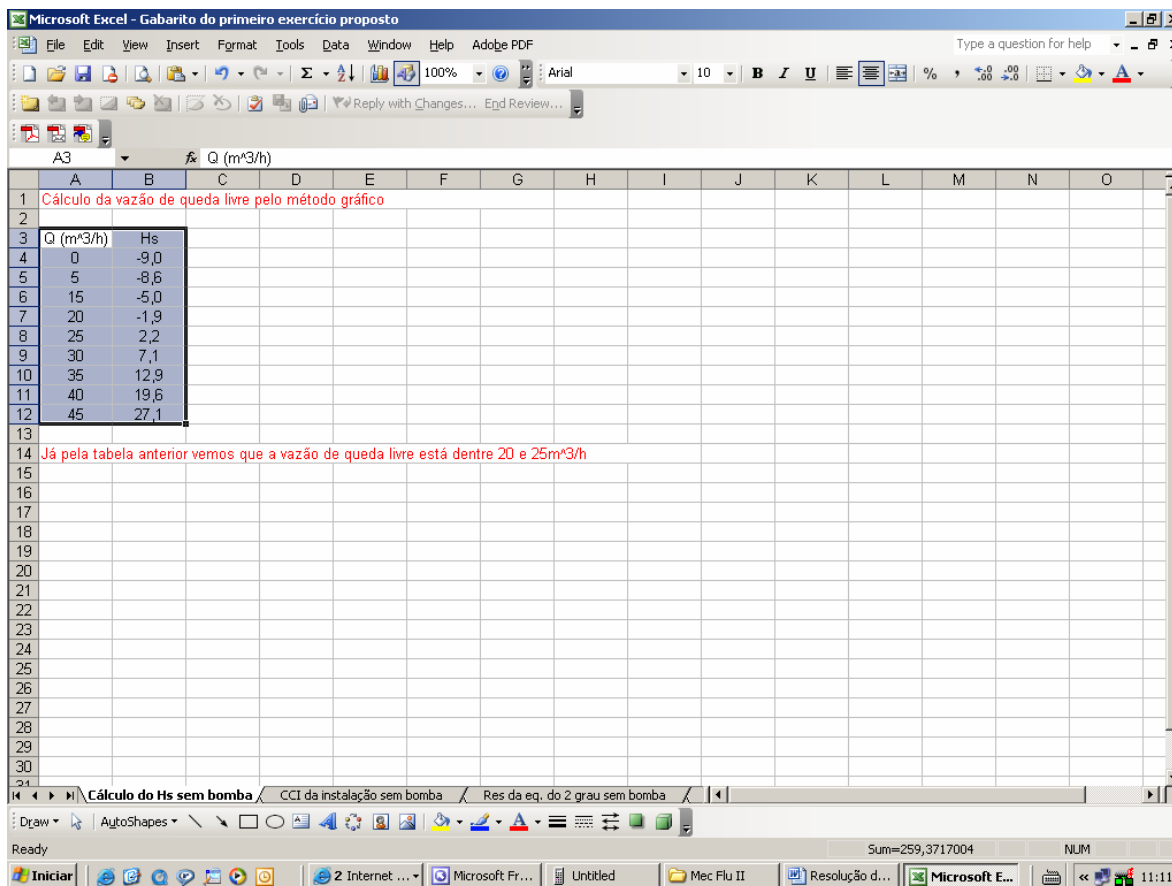 Microsoft Excel - Gabarito do primeiro exercício proposto
File Edit View Insert Format Tools Data Window Help Adobe PDF Type a question for help
100% Arial 10 B I U % ,
Reply with Changes... End Review...
A3 fx Q (m^3/h)
A B C D E F G H I J K L M N O
1 Cálculo da vazão de queda livre pelo método gráfico
2
3 Q (m^3/h) Hs
4 0 -9,0
5 5 -8,6
6 15 -5,0
7 20 -1,9
8 25 2,2
9 30 7,1
10 35 12,9
11 40 19,6
12 45 27,1
13
14 Já pela tabela anterior vemos que a vazão de queda livre está dentre 20 e 25m^3/h
15
16
17
18
19
20
21
22
23
24
25
26
27
28
29
30
31
Cálculo do Hs sem bomba CCI da instalação sem bomba Res da eq. do 2 grau sem bomba
Draw AutoShapes
Ready Sum=259,3717004 NUM
Iniciar 2 Internet ... Microsoft Fr... Untitled Mec Flu II Resolução d... Microsoft E... « 11:11